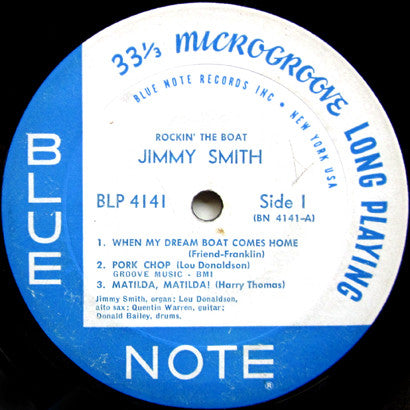 33⅓ MICROGROOVE LONG PLAYING
BLUE NOTE RECORDS INC • NEW YORK USA
ROCKIN' THE BOAT
JIMMY SMITH
BLP 4141 Side 1
(BN 4141-A)
1. WHEN MY DREAM BOAT COMES HOME
(Friend-Franklin)
2. PORK CHOP (Lou Donaldson)
GROOVE MUSIC - BMI
3. MATILDA, MATILDA! (Harry Thomas)
Jimmy Smith, organ; Lou Donaldson,
alto sax; Quentin Warren, guitar;
Donald Bailey, drums.
BLUE
NOTE®